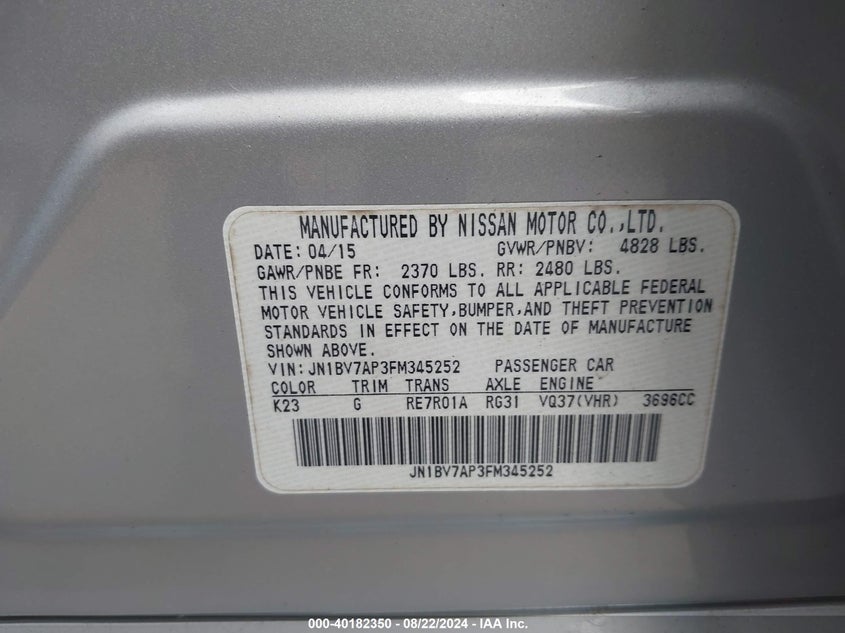 MANUFACTURED BY NISSAN MOTOR CO.,LTD.
DATE: 04/15 GVWR/PNBV: 4828 LBS.
GAWR/PNBE FR: 2370 LBS. RR: 2480 LBS.
THIS VEHICLE CONFORMS TO ALL APPLICABLE FEDERAL
MOTOR VEHICLE SAFETY,BUMPER,AND THEFT PREVENTION
STANDARDS IN EFFECT ON THE DATE OF MANUFACTURE
SHOWN ABOVE.
VIN: JN1BV7AP3FM345252 PASSENGER CAR
COLOR TRIM TRANS AXLE ENGINE
K23 G RE7R01A RG31 VQ37(VHR) 3696CC
JN1BV7AP3FM345252
000-40182350 - 08/22/2024 - IAA Inc.